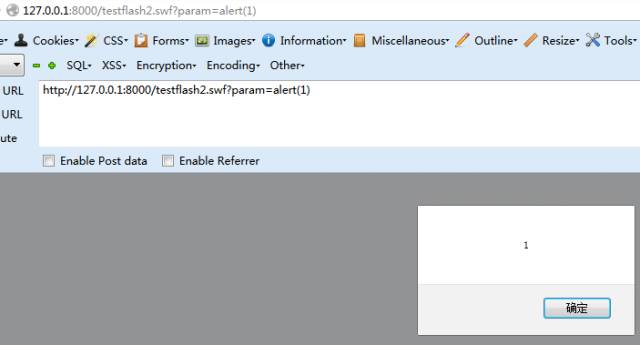 127.0.0.1:8000/testflash2.swf?param=alert(1)
Cookies CSS Forms Images Information Miscellaneous Outline Resize Tools
SQL XSS Encryption Encoding Other
URL http://127.0.0.1:8000/testflash2.swf?param=alert(1)
URL
ute
Enable Post data Enable Referrer
1
确定